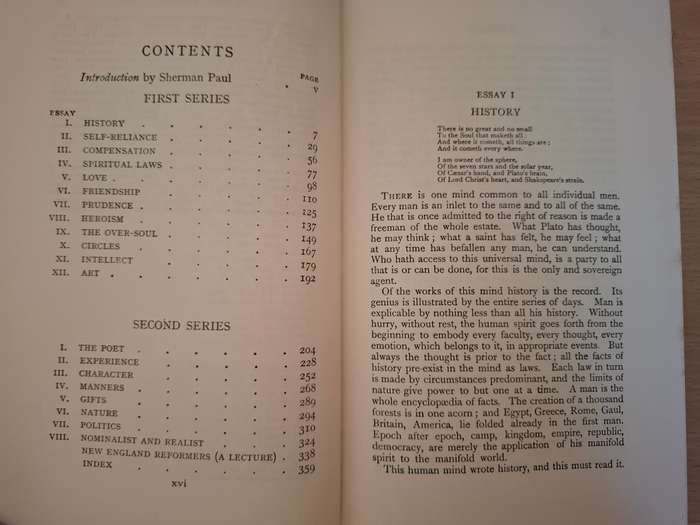 CONTENTS
PAGE
Introduction by Sherman Paul . v
FIRST SERIES
ESSAY
I. HISTORY . . . . . 7
II. SELF-RELIANCE . . . . . 29
III. COMPENSATION . . . . . 56
IV. SPIRITUAL LAWS . . . . . 77
V. LOVE . . . . . 98
VI. FRIENDSHIP . . . . . 110
VII. PRUDENCE . . . . . 125
VIII. HEROISM . . . . . 137
IX. THE OVER-SOUL . . . . . 149
X. CIRCLES . . . . . 167
XI. INTELLECT . . . . . 179
XII. ART . . . . . . 192
SECOND SERIES
I. THE POET . . . . . . 204
II. EXPERIENCE . . . . . 228
III. CHARACTER . . . . . 252
IV. MANNERS . . . . . . 268
V. GIFTS . . . . . . 289
VI. NATURE . . . . . . 294
VII. POLITICS . . . . . . 310
VIII. NOMINALIST AND REALIST . . . . 324
NEW ENGLAND REFORMERS (A LECTURE) . . 338
INDEX . . . . . . 359
xvi
ESSAY I
HISTORY
There is no great and no small
To the Soul that maketh all:
And where it cometh, all things are;
And it cometh every where.
I am owner of the sphere,
Of the seven stars and the solar year,
Of Cæsar's hand, and Plato's brain,
Of Lord Christ's heart, and Shakspeare's strain.
THERE is one mind common to all individual men.
Every man is an inlet to the same and to all of the same.
He that is once admitted to the right of reason is made a
freeman of the whole estate. What Plato has thought,
he may think; what a saint has felt, he may feel; what
at any time has befallen any man, he can understand.
Who hath access to this universal mind, is a party to all
that is or can be done, for this is the only and sovereign
agent.
Of the works of this mind history is the record. Its
genius is illustrated by the entire series of days. Man is
explicable by nothing less than all his history. Without
hurry, without rest, the human spirit goes forth from the
beginning to embody every faculty, every thought, every
emotion, which belongs to it, in appropriate events. But
always the thought is prior to the fact; all the facts of
history pre-exist in the mind as laws. Each law in turn
is made by circumstances predominant, and the limits of
nature give power to but one at a time. A man is the
whole encyclopædia of facts. The creation of a thousand
forests is in one acorn; and Egypt, Greece, Rome, Gaul,
Britain, America, lie folded already in the first man.
Epoch after epoch, camp, kingdom, empire, republic,
democracy, are merely the application of his manifold
spirit to the manifold world.
This human mind wrote history, and this must read it.